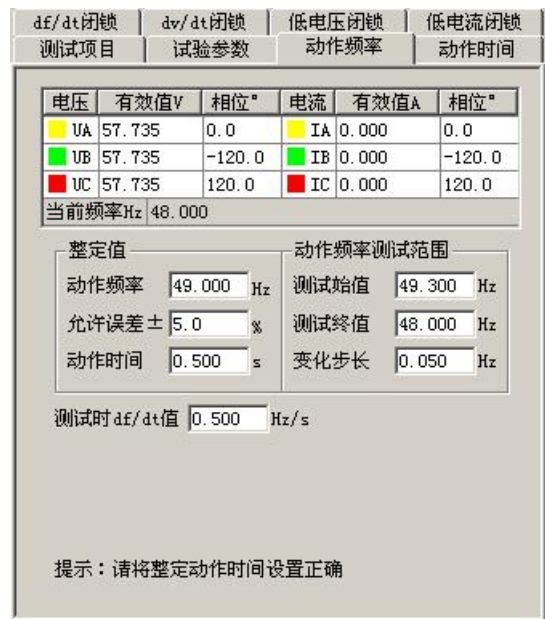 df/dt闭锁 dv/dt闭锁 低电压闭锁 低电流闭锁
测试项目 试验参数 动作频率 动作时间
电压 有效值V 相位° 电流 有效值A 相位°
UA 57.735 0.0 IA 0.000 0.0
UB 57.735 -120.0 IB 0.000 -120.0
UC 57.735 120.0 IC 0.000 120.0
当前频率Hz 48.000
整定值 动作频率测试范围
动作频率 49.000 Hz 测试始值 49.300 Hz
允许误差± 5.0 % 测试终值 48.000 Hz
动作时间 0.500 s 变化步长 0.050 Hz
测试时df/dt值 0.500 Hz/s
提示：请将整定动作时间设置正确